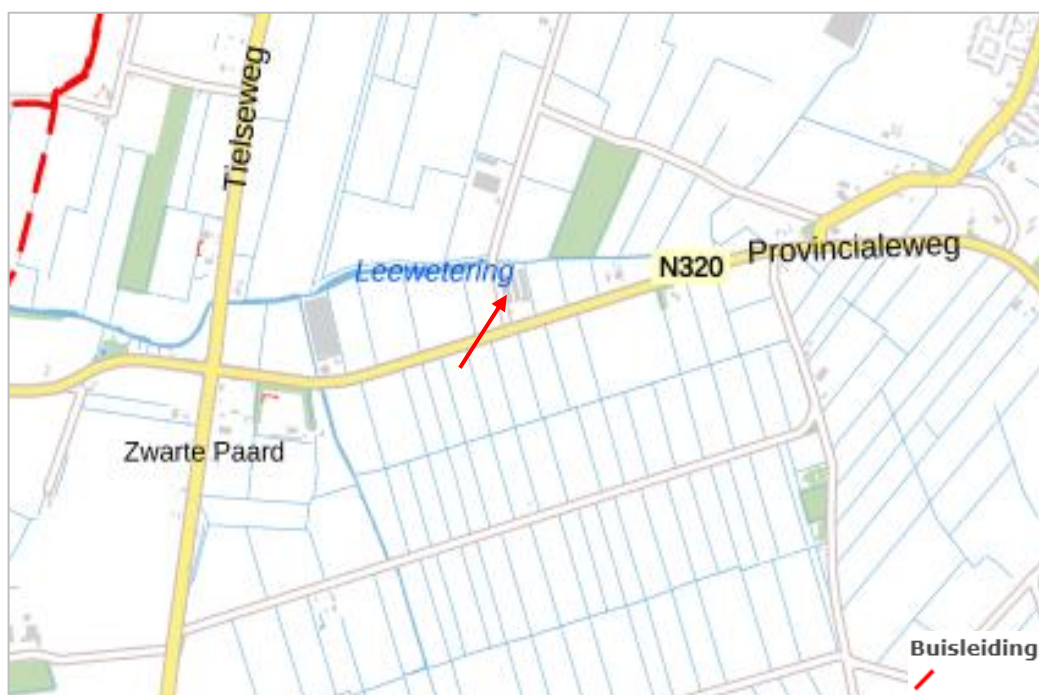 Tielseweg
Leewetering
N320
Provincialeweg
Zwarte Paard
Buisleiding